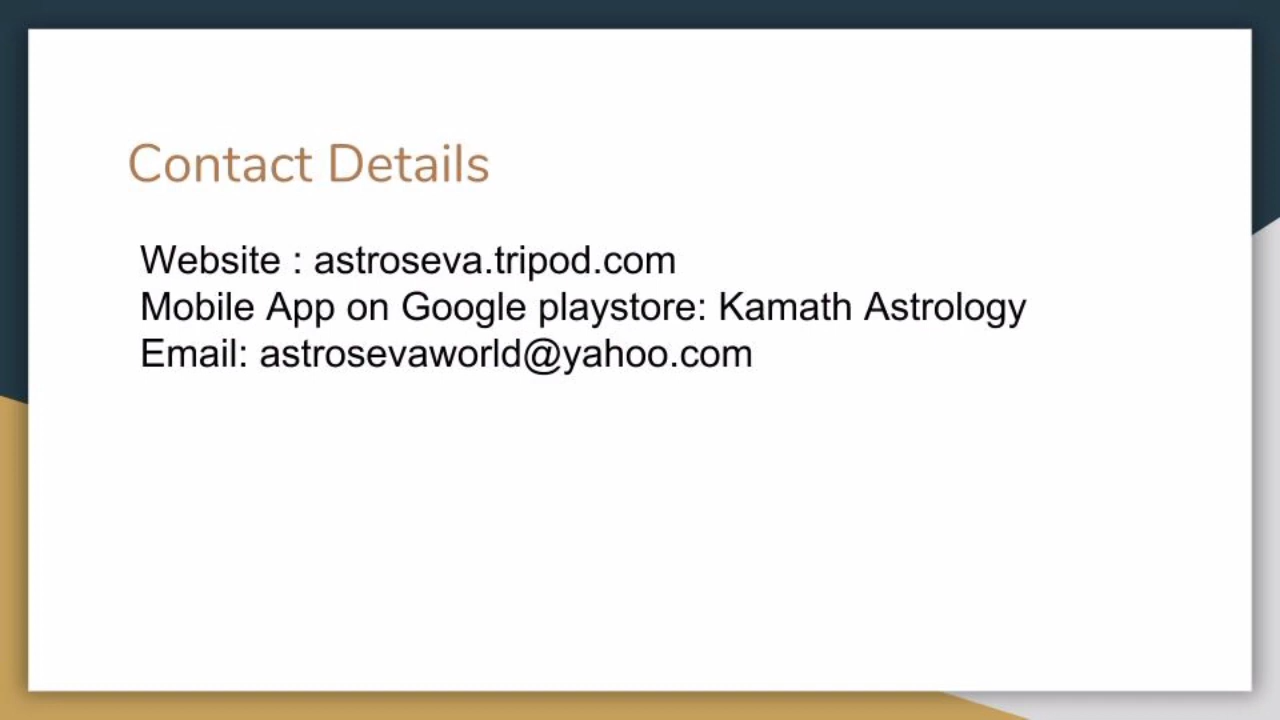 Contact Details
Website : astroseva.tripod.com
Mobile App on Google playstore: Kamath Astrology
Email: astrosevaworld@yahoo.com